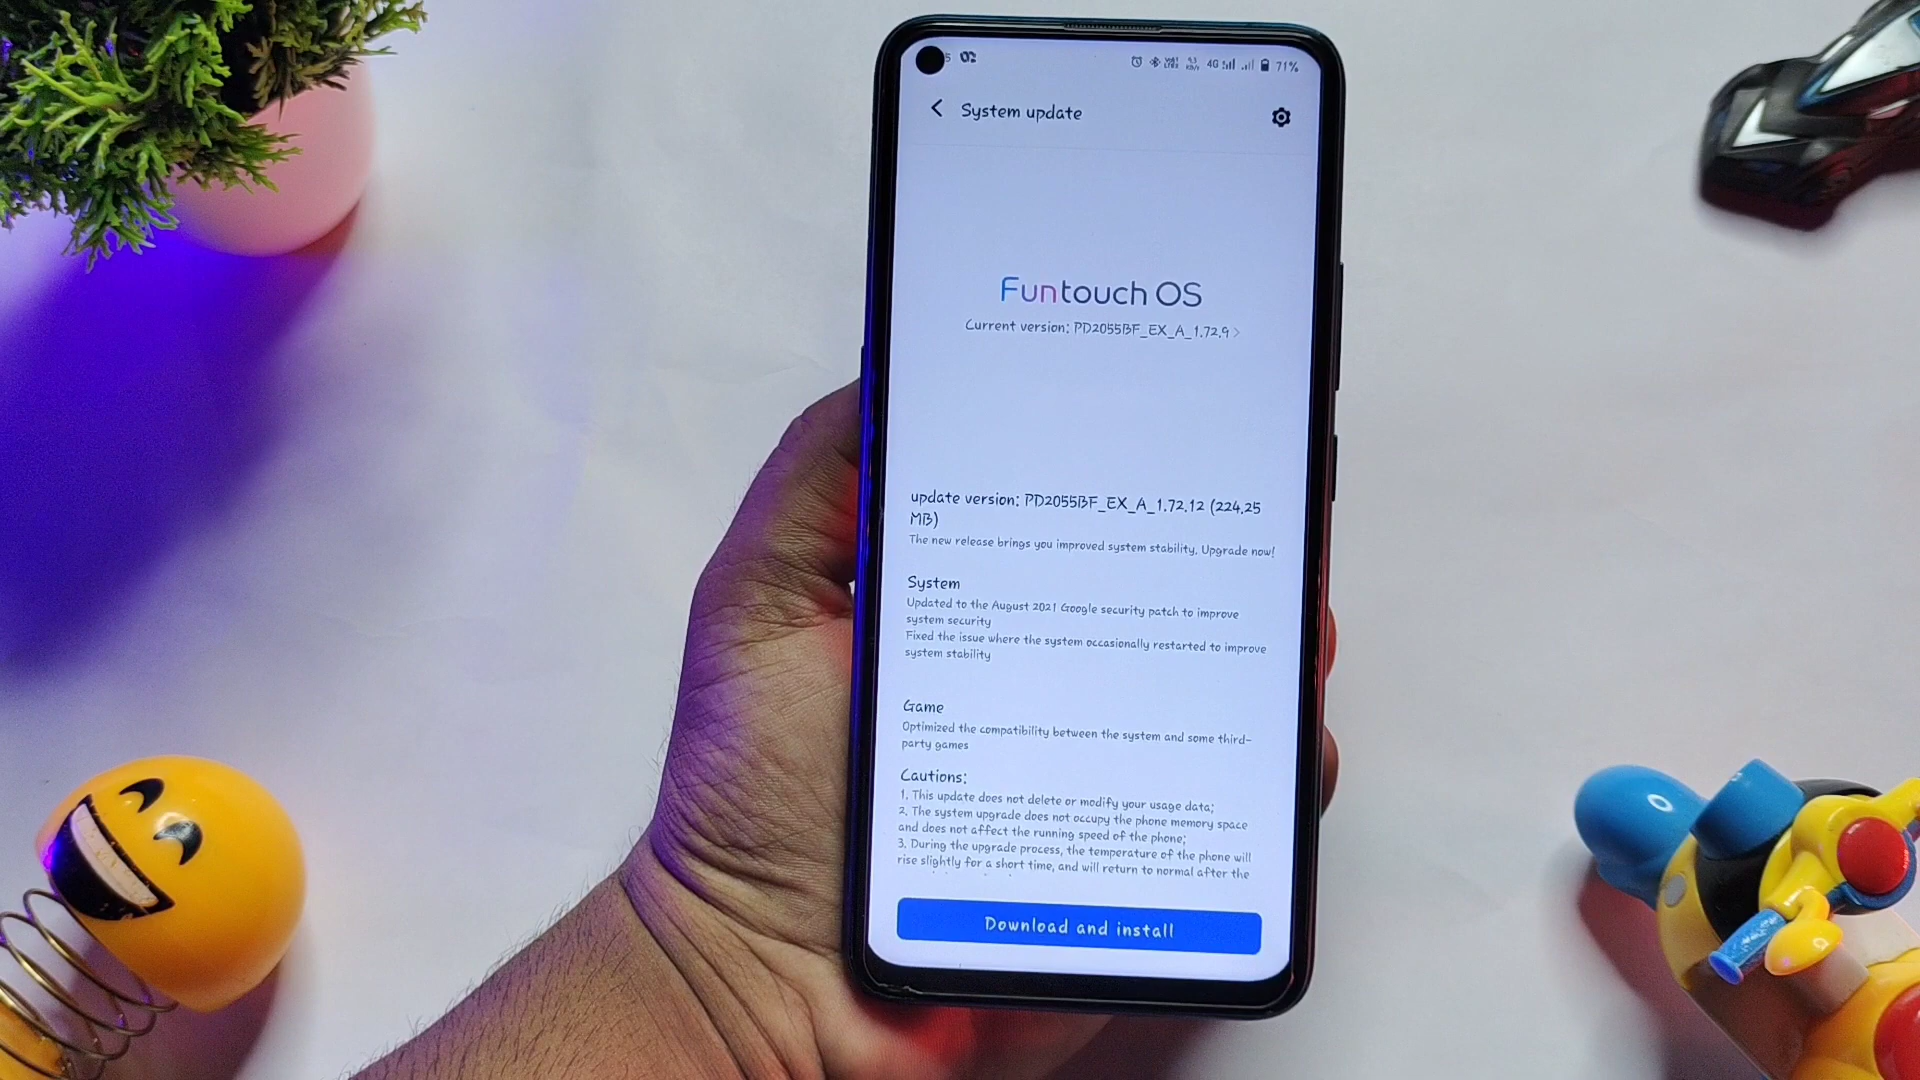 4G 71%
System update
Funtouch OS
Current version: PD2055BF_EX_A_1.72.9 >
update version: PD2055BF_EX_A_1.72.12 (224.25
MB)
The new release brings you improved system stability. Upgrade now!
System
Updated to the August 2021 Google security patch to improve
system security
Fixed the issue where the system occasionally restarted to improve
system stability
Game
Optimized the compatibility between the system and some third-
party games
Cautions:
1. This update does not delete or modify your usage data;
2. The system upgrade does not occupy the phone memory space
and does not affect the running speed of the phone;
3. During the upgrade process, the temperature of the phone will
rise slightly for a short time, and will return to normal after the
Download and install